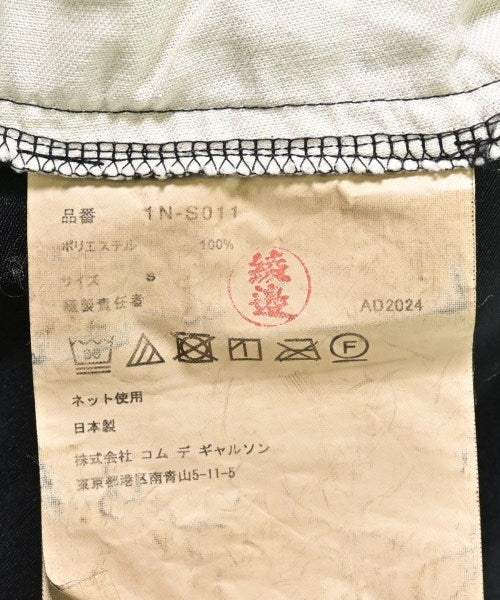 品番 1N-S011
ポリエステル 100%
サイズ S
縫製責任者 AD2024
綾邉
ネット使用
日本製
株式会社 コム デ ギャルソン
東京都港区南青山5-11-5